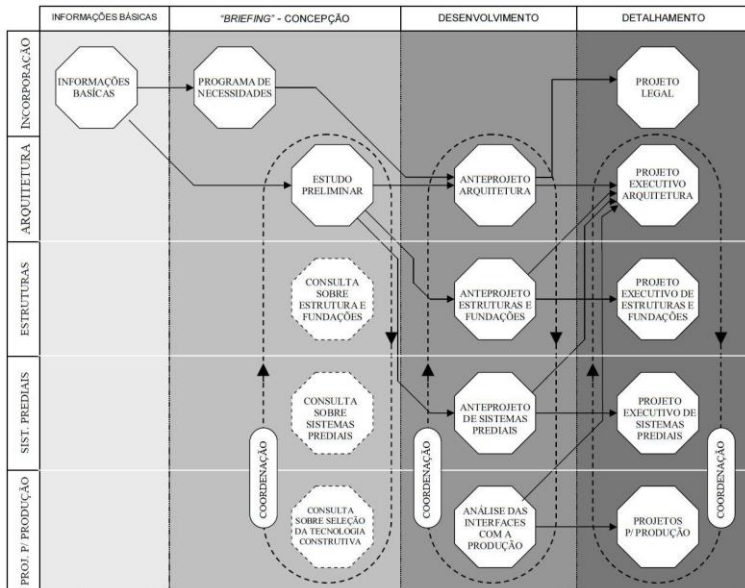 INFORMAÇÕES BÁSICAS
"BRIEFING" - CONCEPÇÃO
DESENVOLVIMENTO
DETALHAMENTO
INCORPORAÇÃO
INFORMAÇÕES
BASÍCAS
PROGRAMA DE
NECESSIDADES
PROJETO
LEGAL
ARQUITETURA
ESTUDO
PRELIMINAR
ANTEPROJETO
ARQUITETURA
PROJETO
EXECUTIVO
ARQUITETURA
ESTRUTURAS
CONSULTA
SOBRE
ESTRUTURA E
FUNDAÇÕES
ANTEPROJETO
ESTRUTURAS E
FUNDAÇÕES
PROJETO
EXECUTIVO DE
ESTRUTURAS E
FUNDAÇÕES
SIST. PREDIAIS
CONSULTA
SOBRE
SISTEMAS
PREDIAIS
ANTEPROJETO
DE SISTEMAS
PREDIAIS
PROJETO
EXECUTIVO DE
SISTEMAS
PREDIAIS
COORDENAÇÃO
COORDENAÇÃO
COORDENAÇÃO
PROJ. P/ PRODUÇÃO
CONSULTA
SOBRE SELEÇÃO
DA TECNOLOGIA
CONSTRUTIVA
ANÁLISE DAS
INTERFACES
COM A
PRODUÇÃO
PROJETOS
P/ PRODUÇÃO